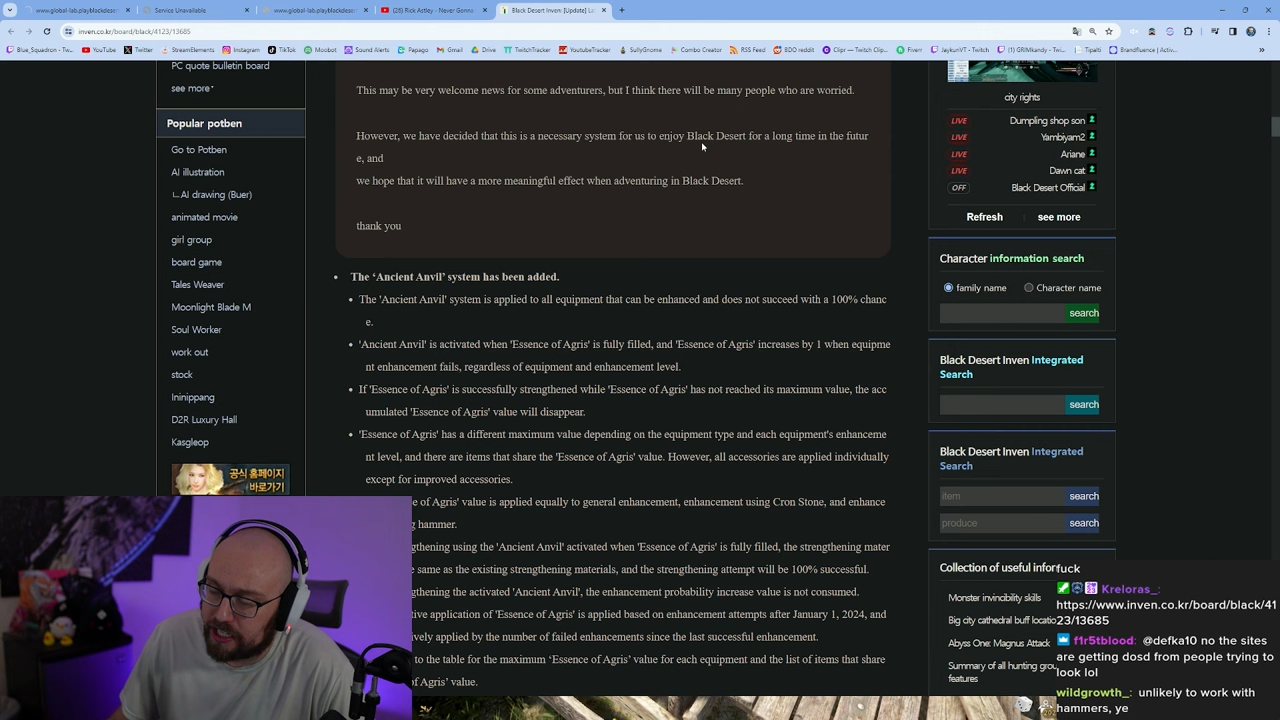 www.global-lab.playblackdesert
Service Unavailable
www.global-lab.playblackdeser
(26) Rick Astley - Never Gonna
Black Desert Inven: [Update] La
inven.co.kr/board/black/4123/13685
Blue_Squadron - Tw...
YouTube
Twitter
StreamElements
Instagram
TikTok
Moobot
Sound Alerts
Papago
Gmail
Drive
TwitchTracker
YoutubeTracker
SullyGnome
Combo Creator
RSS Feed
BDO reddit
Clipr — Twitch Clip...
Fiverr
JaykunVT - Twitch
(1) GRIMkandy - Twi...
Tipalti
Brandfluence | Activ...
PC quote bulletin board
see more
Popular potben
Go to Potben
AI illustration
ㄴAI drawing (Buer)
animated movie
girl group
board game
Tales Weaver
Moonlight Blade M
Soul Worker
work out
stock
Ininippang
D2R Luxury Hall
Kasgleop
공식 홈페이지
바로가기
This may be very welcome news for some adventurers, but I think there will be many people who are worried.
However, we have decided that this is a necessary system for us to enjoy Black Desert for a long time in the futur
e, and
we hope that it will have a more meaningful effect when adventuring in Black Desert.
thank you
The ‘Ancient Anvil’ system has been added.
The 'Ancient Anvil' system is applied to all equipment that can be enhanced and does not succeed with a 100% chanc
e.
'Ancient Anvil' is activated when 'Essence of Agris' is fully filled, and 'Essence of Agris' increases by 1 when equipme
nt enhancement fails, regardless of equipment and enhancement level.
If 'Essence of Agris' is successfully strengthened while 'Essence of Agris' has not reached its maximum value, the acc
umulated 'Essence of Agris' value will disappear.
'Essence of Agris' has a different maximum value depending on the equipment type and each equipment's enhanceme
nt level, and there are items that share the 'Essence of Agris' value. However, all accessories are applied individually
except for improved accessories.
e of Agris' value is applied equally to general enhancement, enhancement using Cron Stone, and enhance
g hammer.
gthening using the 'Ancient Anvil' activated when 'Essence of Agris' is fully filled, the strengthening mater
e same as the existing strengthening materials, and the strengthening attempt will be 100% successful.
gthening the activated 'Ancient Anvil', the enhancement probability increase value is not consumed.
tive application of 'Essence of Agris' is applied based on enhancement attempts after January 1, 2024, and
ively applied by the number of failed enhancements since the last successful enhancement.
to the table for the maximum ‘Essence of Agris’ value for each equipment and the list of items that share
of Agris’ value.
city rights
LIVE Dumpling shop son
LIVE Yambiyam2
LIVE Ariane
LIVE Dawn cat
OFF Black Desert Official
Refresh see more
Character information search
family name Character name
search
Black Desert Inven Integrated
Search
search
Black Desert Inven Integrated
Search
item search
produce search
Collection of useful infor
Monster invincibility skills
Big city cathedral buff locatio
Abyss One: Magnus Attack
Summary of all hunting grou
features
fuck
Kreloras_:
https://www.inven.co.kr/board/black/41
23/13685
f1r5tblood: @defka10 no the sites
are getting dosd from people trying to
look lol
wildgrowth_: unlikely to work with
hammers, ye